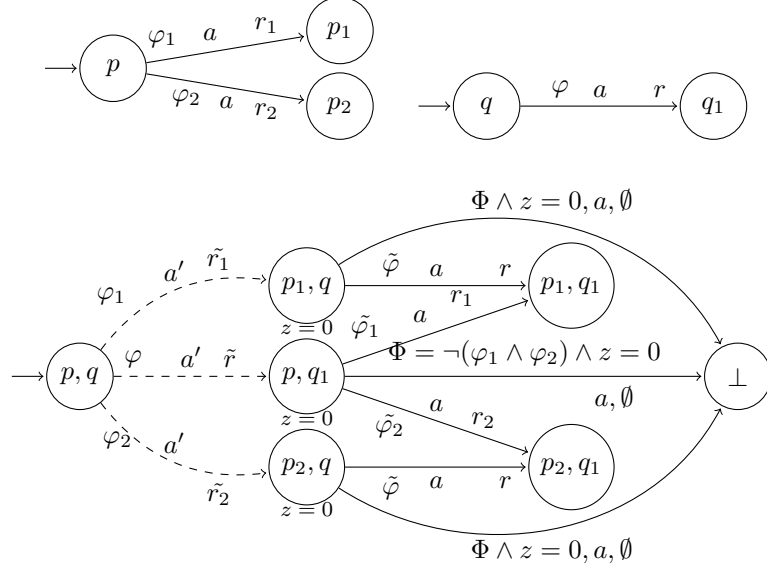 φ₁ a r₁ p₁
p
φ₂ a r₂ p₂
q φ a r q₁
Φ ∧ z = 0, a, ∅
φ₁ a′ r̃₁ p₁, q φ̃ a r p₁, q₁
z = 0 φ̃₁ a r₁
p, q φ a′ r̃ p, q₁ Φ = ¬(φ₁ ∧ φ₂) ∧ z = 0 ⊥
z = 0 φ̃₂ a r₂ a, ∅
φ₂ a′ r̃₂ p₂, q φ̃ a r p₂, q₁
z = 0
Φ ∧ z = 0, a, ∅